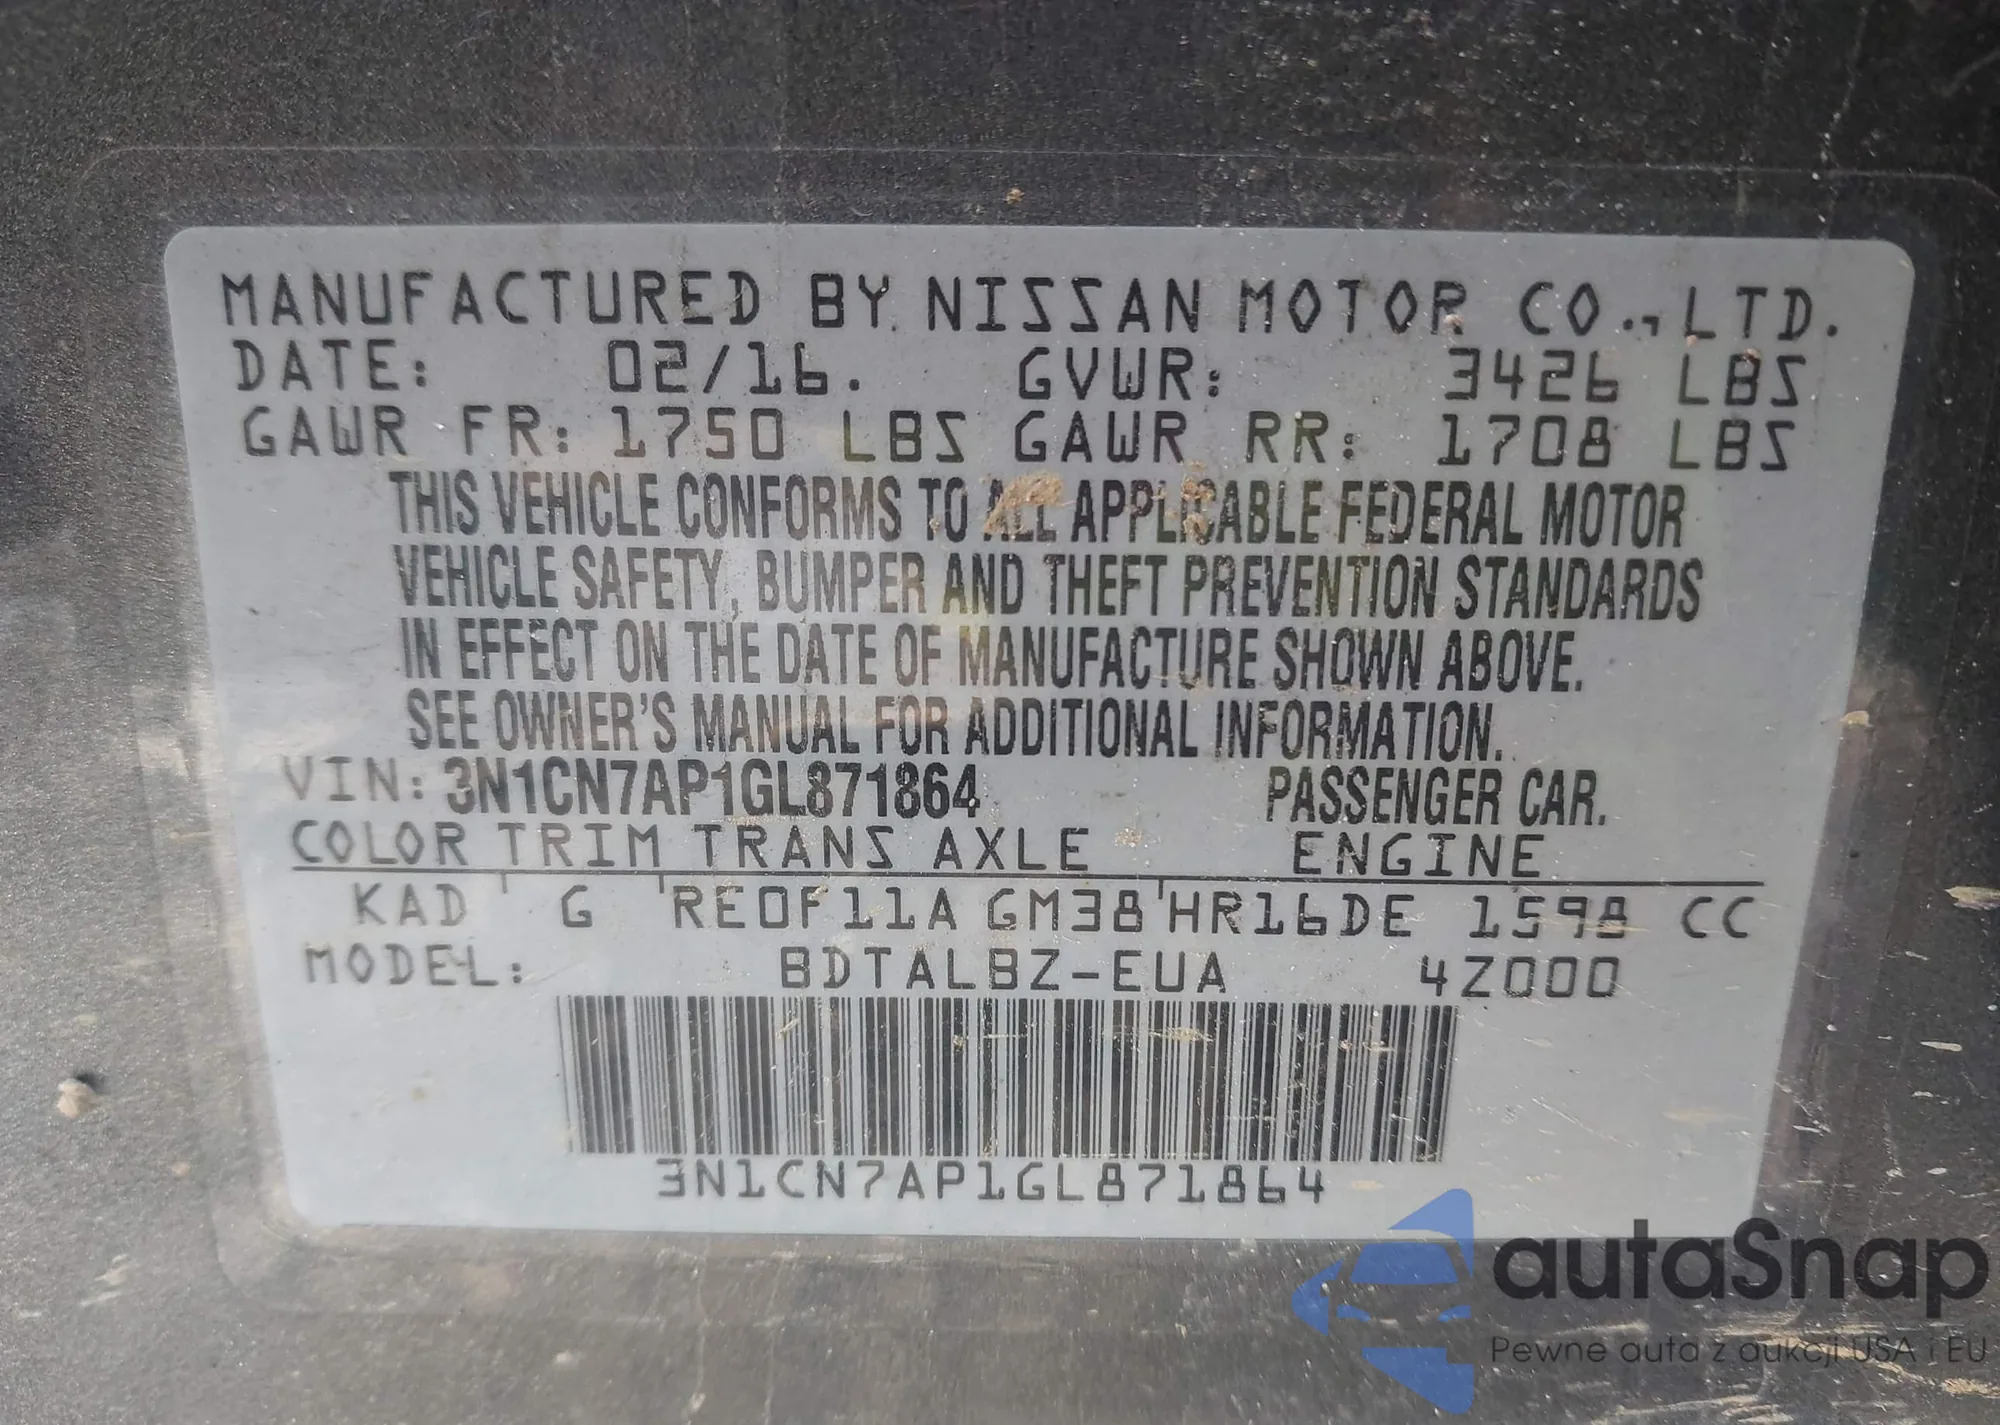 MANUFACTURED BY NISSAN MOTOR CO., LTD.
DATE: 02/16. GVWR: 3426 LBS
GAWR FR: 1750 LBS GAWR RR: 1708 LBS
THIS VEHICLE CONFORMS TO ALL APPLICABLE FEDERAL MOTOR
VEHICLE SAFETY, BUMPER AND THEFT PREVENTION STANDARDS
IN EFFECT ON THE DATE OF MANUFACTURE SHOWN ABOVE.
SEE OWNER'S MANUAL FOR ADDITIONAL INFORMATION.
VIN: 3N1CN7AP1GL871864 PASSENGER CAR.
COLOR TRIM TRANS AXLE ENGINE
KAD G RE0F11A GM38 HR16DE 1598 CC
MODEL: BDTALBZ-EUA 4Z000
3N1CN7AP1GL871864
autaSnap
Pewne auta z aukcji USA i EU